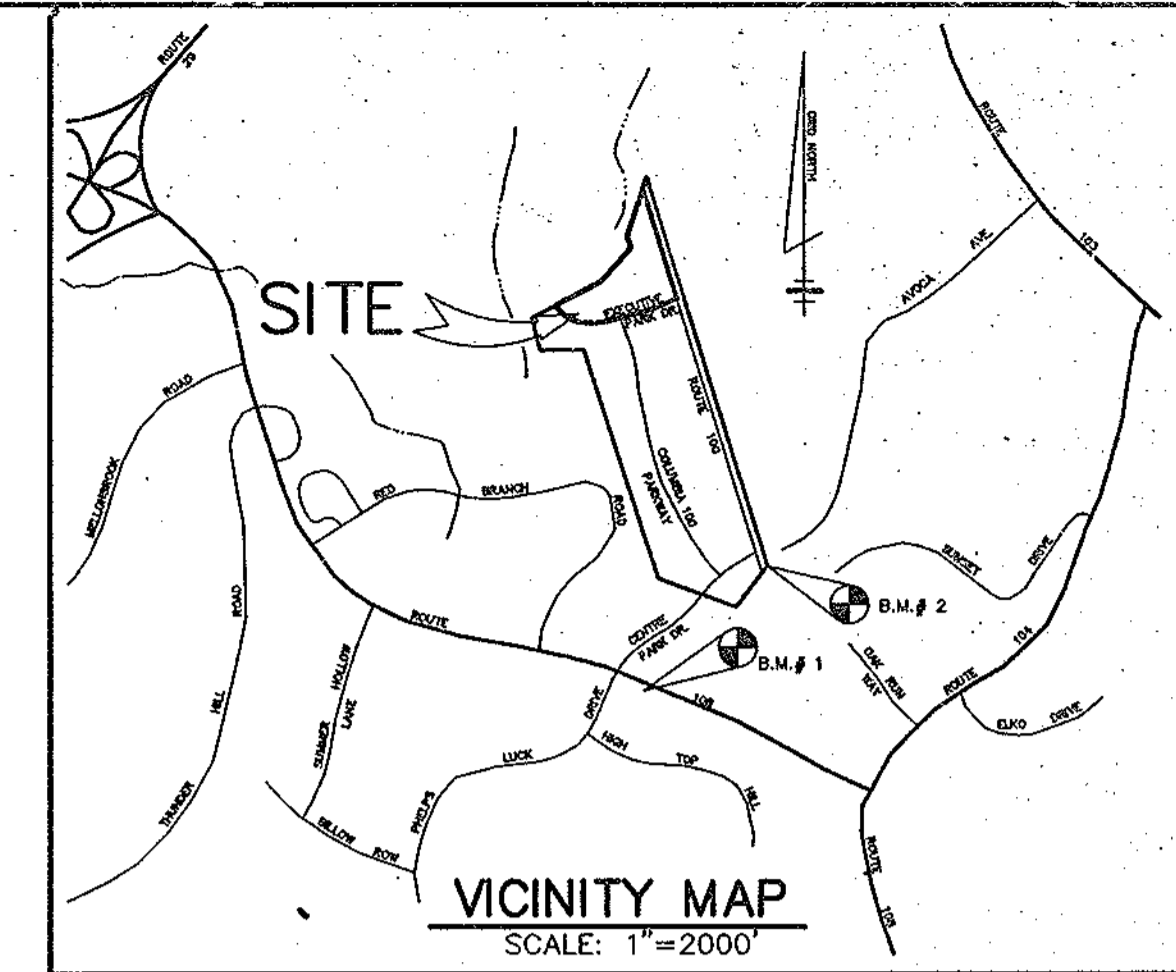 ROUTE
29
ROUTE
103
GRID NORTH
AVOCA
AVE
SITE
EXECUTIVE
PARK DR.
ROUTE 100
COLUMBIA 100
PARKWAY
ROAD
MELLENBROOK
RED
BRANCH
ROAD
SUNSET
DRIVE
ROAD
HILL
THUNDER
ROUTE
CENTRE
PARK DR.
B.M.# 2
B.M.# 1
OAK RUN
WAY
ROUTE
104
ELKO
DRIVE
108
SUMMER HOLLOW
LANE
DRIVE
LUCK
PHELPS
HIGH
TOP
HILL
BILLOW
ROW
ROUTE
108
VICINITY MAP
SCALE: 1"=2000'